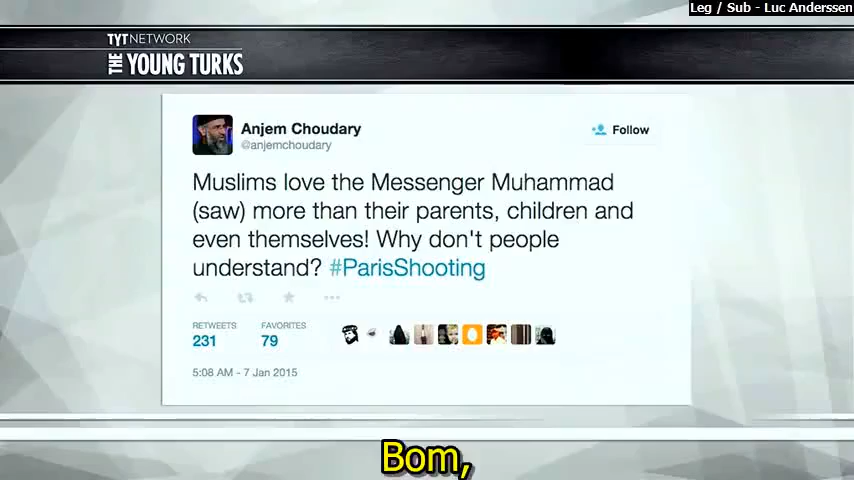 Leg / Sub - Luc Anderssen
TYT NETWORK
THE YOUNG TURKS
Anjem Choudary
@anjemchoudary
Follow
Muslims love the Messenger Muhammad
(saw) more than their parents, children and
even themselves! Why don't people
understand? #ParisShooting
RETWEETS FAVORITES
231 79
5:08 AM - 7 Jan 2015
Bom,